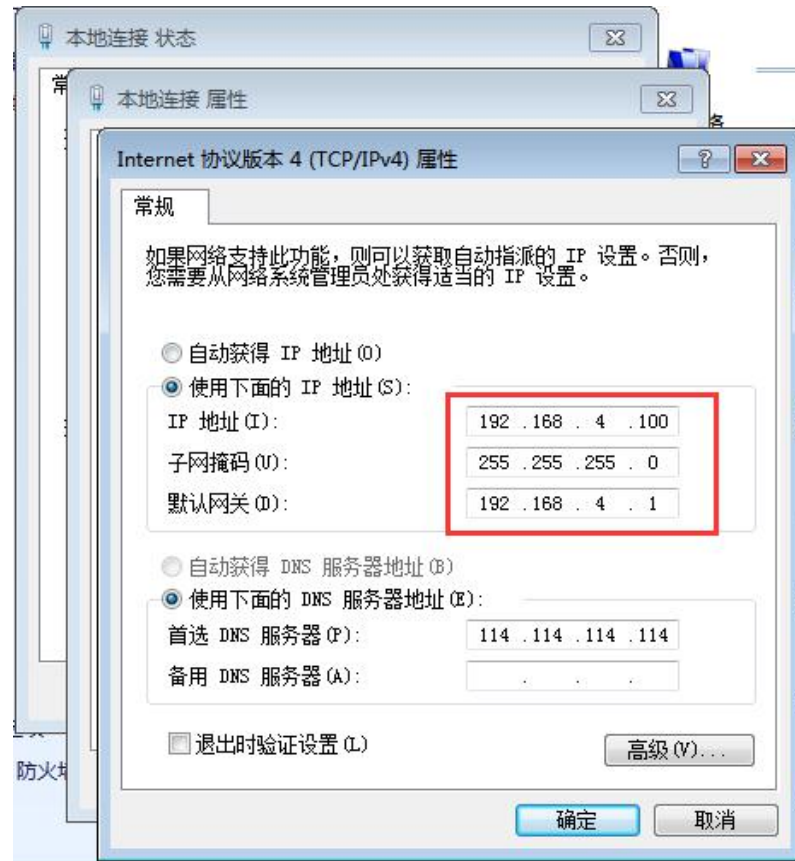 本地连接 状态
常
本地连接 属性
Internet 协议版本 4 (TCP/IPv4) 属性
常规
如果网络支持此功能，则可以获取自动指派的 IP 设置。否则，
您需要从网络系统管理员处获得适当的 IP 设置。
自动获得 IP 地址(O)
使用下面的 IP 地址(S):
IP 地址(I): 192 .168 . 4 .100
子网掩码(U): 255 .255 .255 . 0
默认网关(D): 192 .168 . 4 . 1
自动获得 DNS 服务器地址(B)
使用下面的 DNS 服务器地址(E):
首选 DNS 服务器(P): 114 .114 .114 .114
备用 DNS 服务器(A): . . .
退出时验证设置(L)
高级(V)...
防火
确定 取消